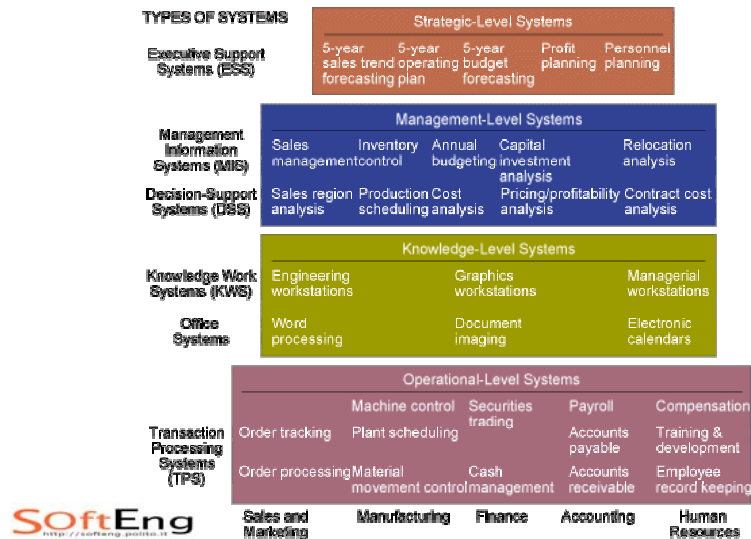 TYPES OF SYSTEMS
Strategic-Level Systems
Executive Support
Systems (ESS)
5-year 5-year 5-year Profit Personnel
sales trend operating budget planning planning
forecasting plan forecasting
Management-Level Systems
Management
Information
Systems (MIS)
Sales Inventory Annual Capital Relocation
management control budgeting investment analysis
analysis
Decision-Support
Systems (DSS)
Sales region Production Cost Pricing/profitability Contract cost
analysis scheduling analysis analysis analysis
Knowledge-Level Systems
Knowledge Work
Systems (KWS)
Engineering Graphics Managerial
workstations workstations workstations
Office
Systems
Word Document Electronic
processing imaging calendars
Operational-Level Systems
Transaction
Processing
Systems
(TPS)
Machine control Securities Payroll Compensation
trading
Order tracking Plant scheduling Accounts Training &
payable development
Order processing Material Cash Accounts Employee
movement control management receivable record keeping
Sales and Manufacturing Finance Accounting Human
Marketing Resources
SOftEng
http://softeng.polito.it